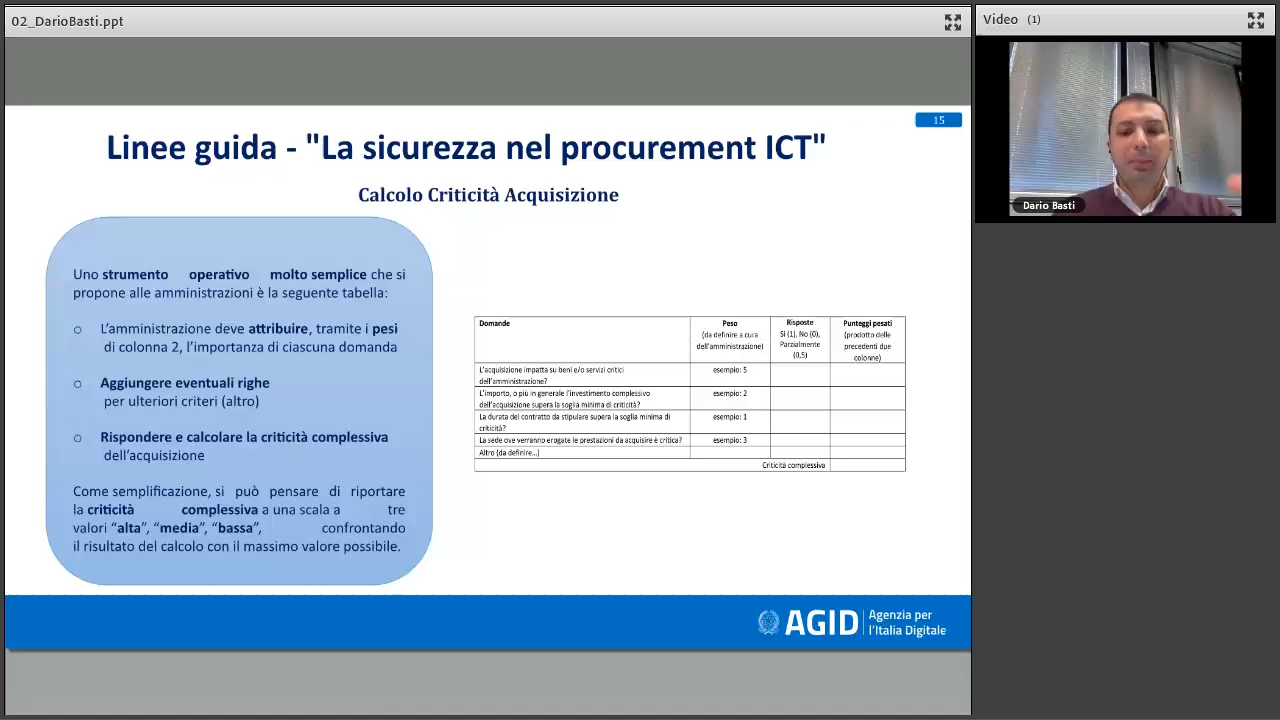 02_DarioBasti.ppt
Video (1)
15
Linee guida - "La sicurezza nel procurement ICT"
Calcolo Criticità Acquisizione
Uno strumento operativo molto semplice che si
propone alle amministrazioni è la seguente tabella:
o L’amministrazione deve attribuire, tramite i pesi
di colonna 2, l’importanza di ciascuna domanda
o Aggiungere eventuali righe
per ulteriori criteri (altro)
o Rispondere e calcolare la criticità complessiva
dell’acquisizione
Come semplificazione, si può pensare di riportare
la criticità complessiva a una scala a tre
valori “alta”, “media”, “bassa”, confrontando
il risultato del calcolo con il massimo valore possibile.
Domande
Peso
(da definire a cura
dell’amministrazione)
Risposte
Si (1), No (0),
Parzialmente
(0,5)
Punteggi pesati
(prodotto delle
precedenti due
colonne)
L’acquisizione impatta su beni e/o servizi critici
dell’amministrazione?
esempio: 5
L’importo, o più in generale l’investimento complessivo
dell’acquisizione supera la soglia minima di criticità?
esempio: 2
La durata del contratto da stipulare supera la soglia minima di
criticità?
esempio: 1
La sede ove verranno erogate le prestazioni da acquisire è critica?
esempio: 3
Altro (da definire...)
Criticità complessiva
AGID
Agenzia per
l’Italia Digitale
Dario Basti